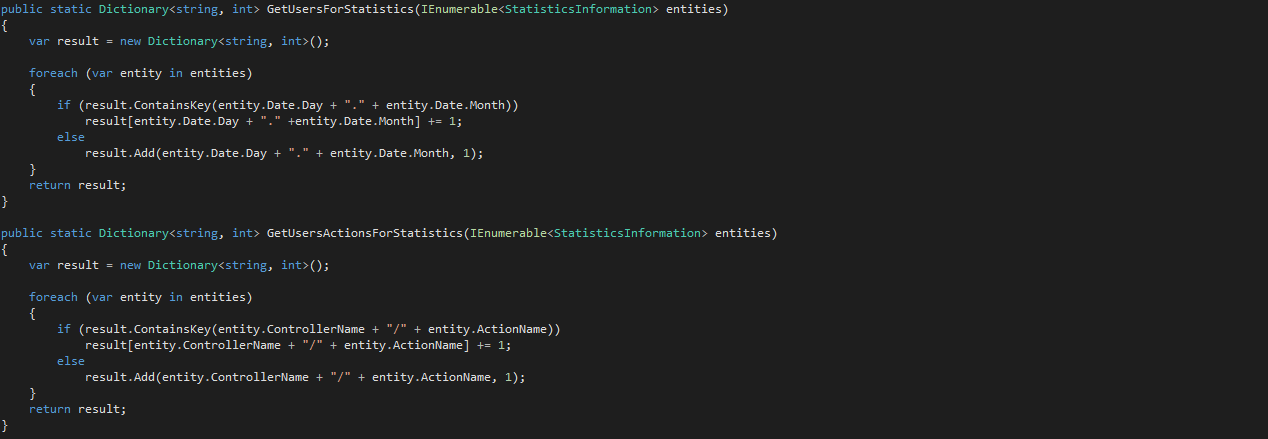 public static Dictionary<string, int> GetUsersForStatistics(IEnumerable<StatisticsInformation> entities)
{
    var result = new Dictionary<string, int>();

    foreach (var entity in entities)
    {
        if (result.ContainsKey(entity.Date.Day + "." + entity.Date.Month))
            result[entity.Date.Day + "." +entity.Date.Month] += 1;
        else
            result.Add(entity.Date.Day + "." + entity.Date.Month, 1);
    }
    return result;
}

public static Dictionary<string, int> GetUsersActionsForStatistics(IEnumerable<StatisticsInformation> entities)
{
    var result = new Dictionary<string, int>();

    foreach (var entity in entities)
    {
        if (result.ContainsKey(entity.ControllerName + "/" + entity.ActionName))
            result[entity.ControllerName + "/" + entity.ActionName] += 1;
        else
            result.Add(entity.ControllerName + "/" + entity.ActionName, 1);
    }
    return result;
}